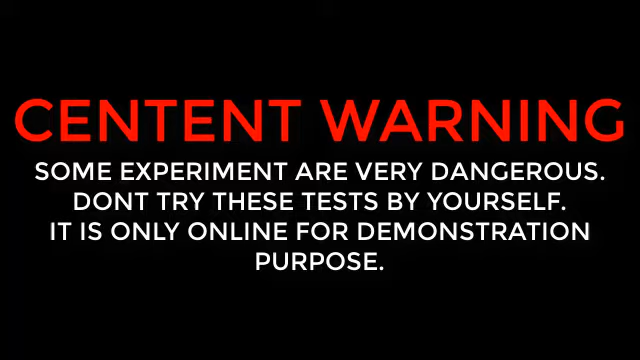 CENTENT WARNING
SOME EXPERIMENT ARE VERY DANGEROUS.
DONT TRY THESE TESTS BY YOURSELF.
IT IS ONLY ONLINE FOR DEMONSTRATION
PURPOSE.